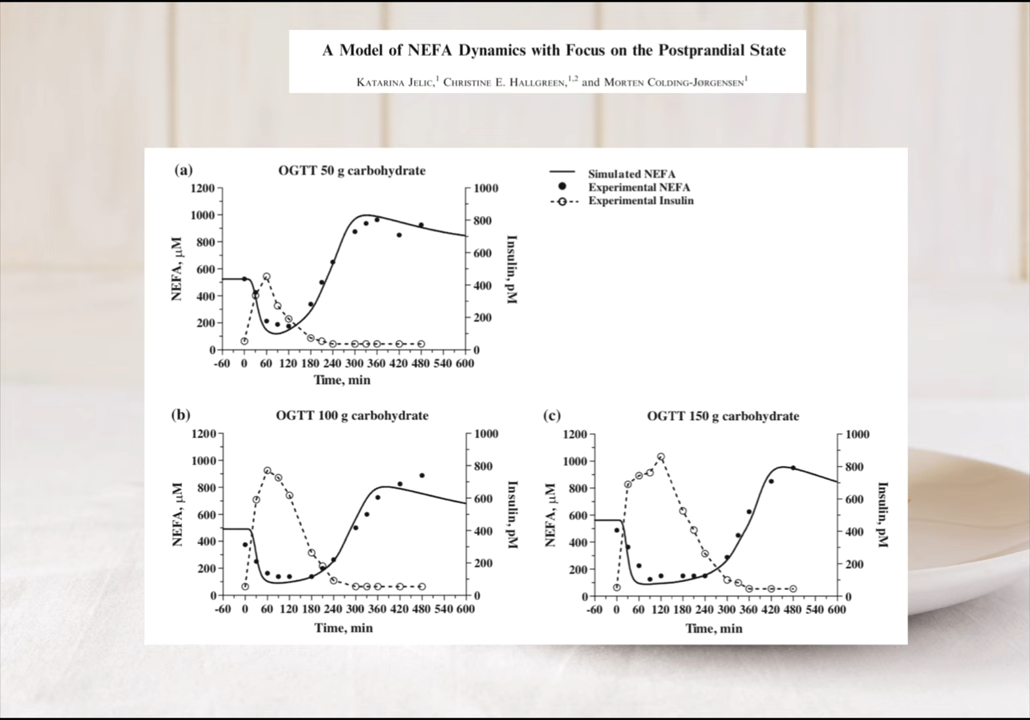 A Model of NEFA Dynamics with Focus on the Postprandial State
KATARINA JELIC,1 CHRISTINE E. HALLGREEN,1,2 and MORTEN COLDING-JØRGENSEN1
(a)
OGTT 50 g carbohydrate
1200
1000
800
600
400
200
0
NEFA, µM
1000
800
600
400
200
0
Insulin, pM
-60 0 60 120 180 240 300 360 420 480 540 600
Time, min
Simulated NEFA
Experimental NEFA
Experimental Insulin
(b)
OGTT 100 g carbohydrate
1200
1000
800
600
400
200
0
NEFA, µM
1000
800
600
400
200
0
Insulin, pM
-60 0 60 120 180 240 300 360 420 480 540 600
Time, min
(c)
OGTT 150 g carbohydrate
1200
1000
800
600
400
200
0
NEFA, µM
1000
800
600
400
200
0
Insulin, pM
-60 0 60 120 180 240 300 360 420 480 540 600
Time, min